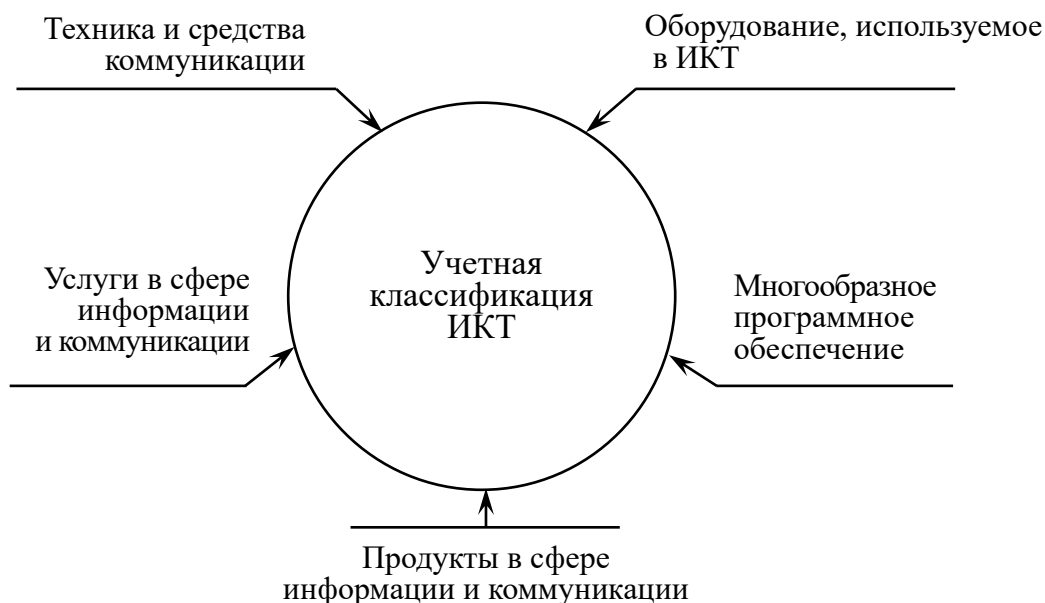 Техника и средства
коммуникации
Оборудование, используемое
в ИКТ
Учетная
классификация
ИКТ
Услуги в сфере
информации
и коммуникации
Многообразное
программное
обеспечение
Продукты в сфере
информации и коммуникации